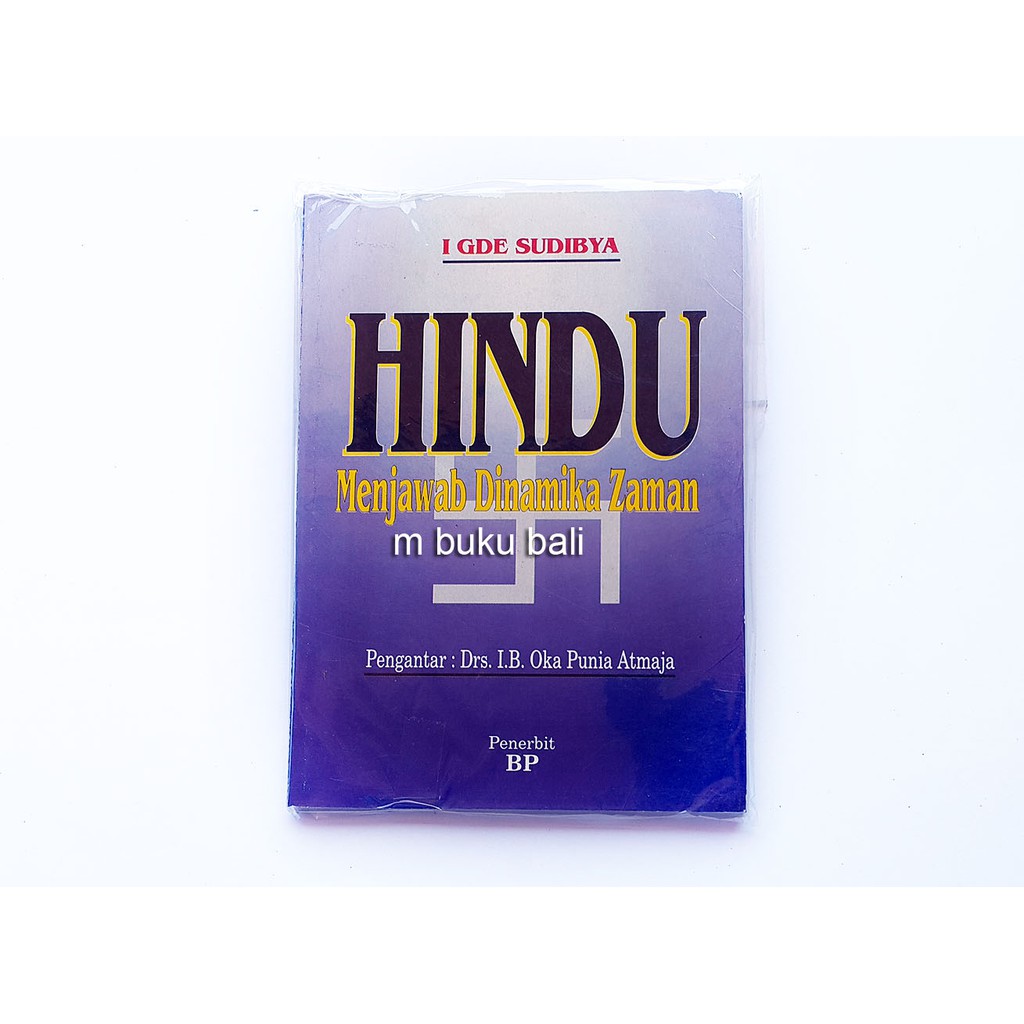 I GDE SUDIBYA
HINDU
Menjawab Dinamika Zaman
m buku bali
Pengantar : Drs. I.B. Oka Punia Atmaja
Penerbit
BP